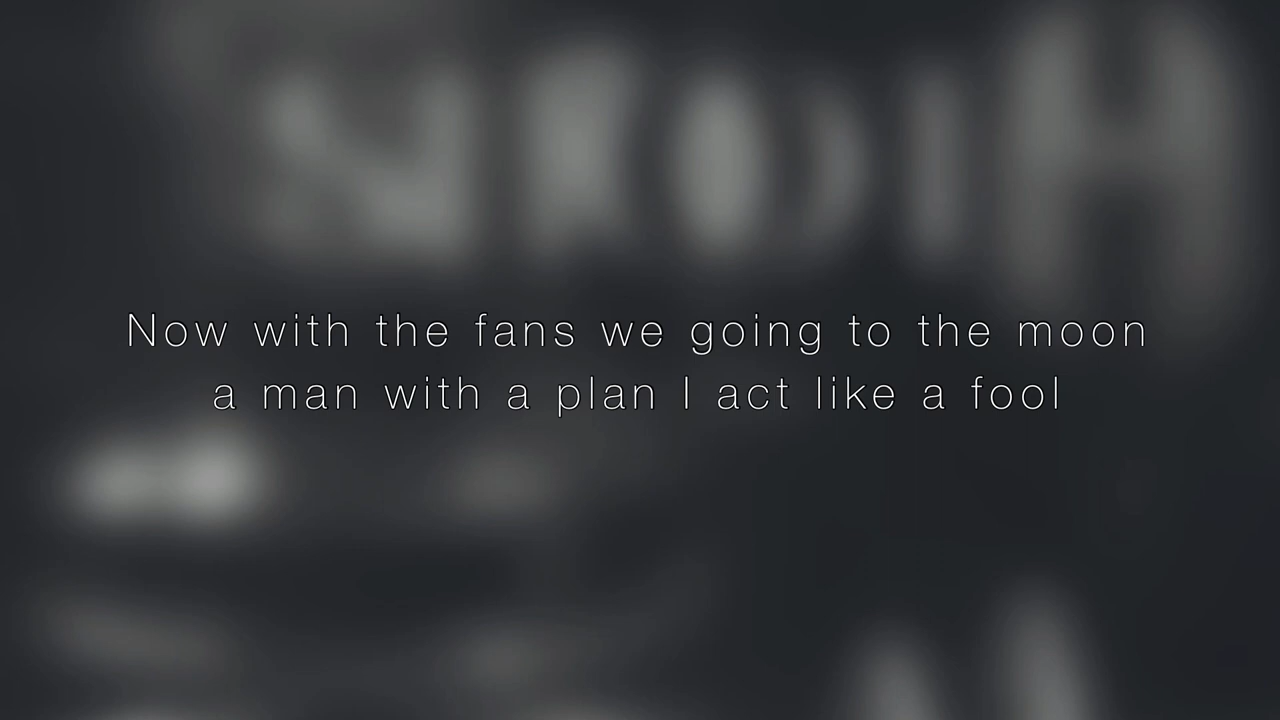 Now with the fans we going to the moon
a man with a plan I act like a fool